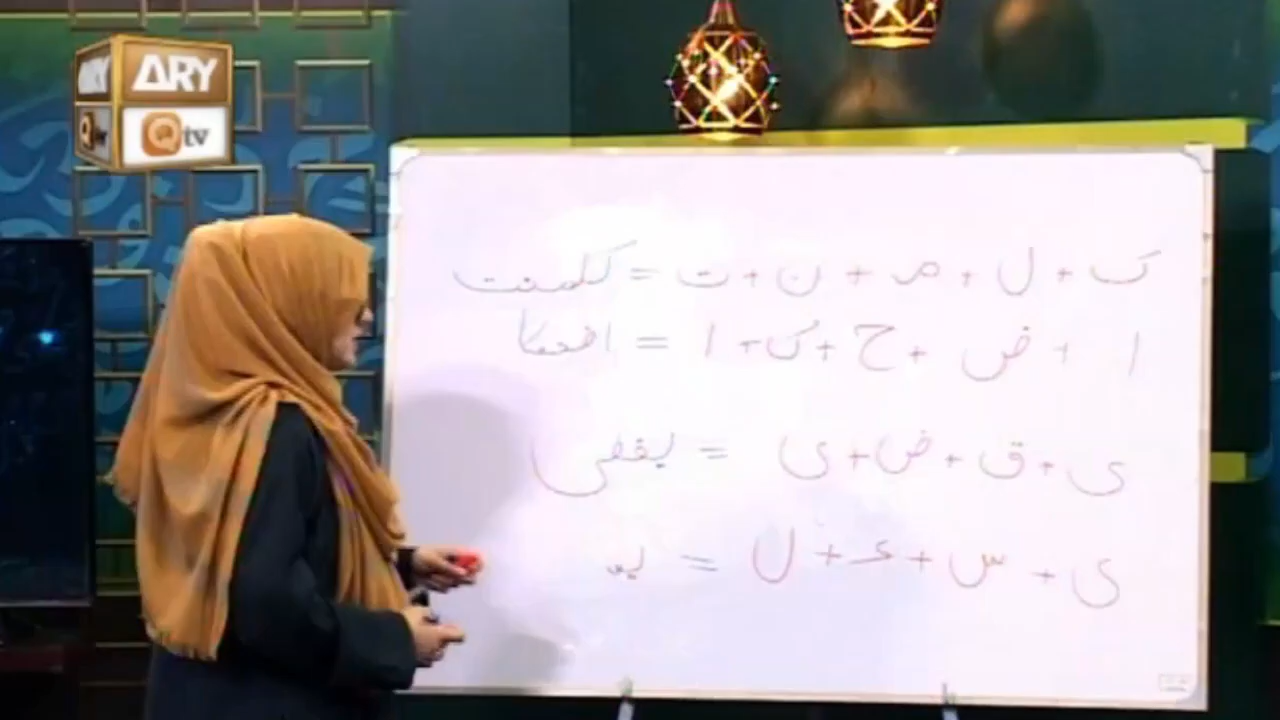 ARY
Qtv
ک + ل + م + ن + ت = کلمنت
ا + ض + ح + ک + ا = اضحکا
ی + ق + ض + ی = یقضی
ی + س + ء + ل =